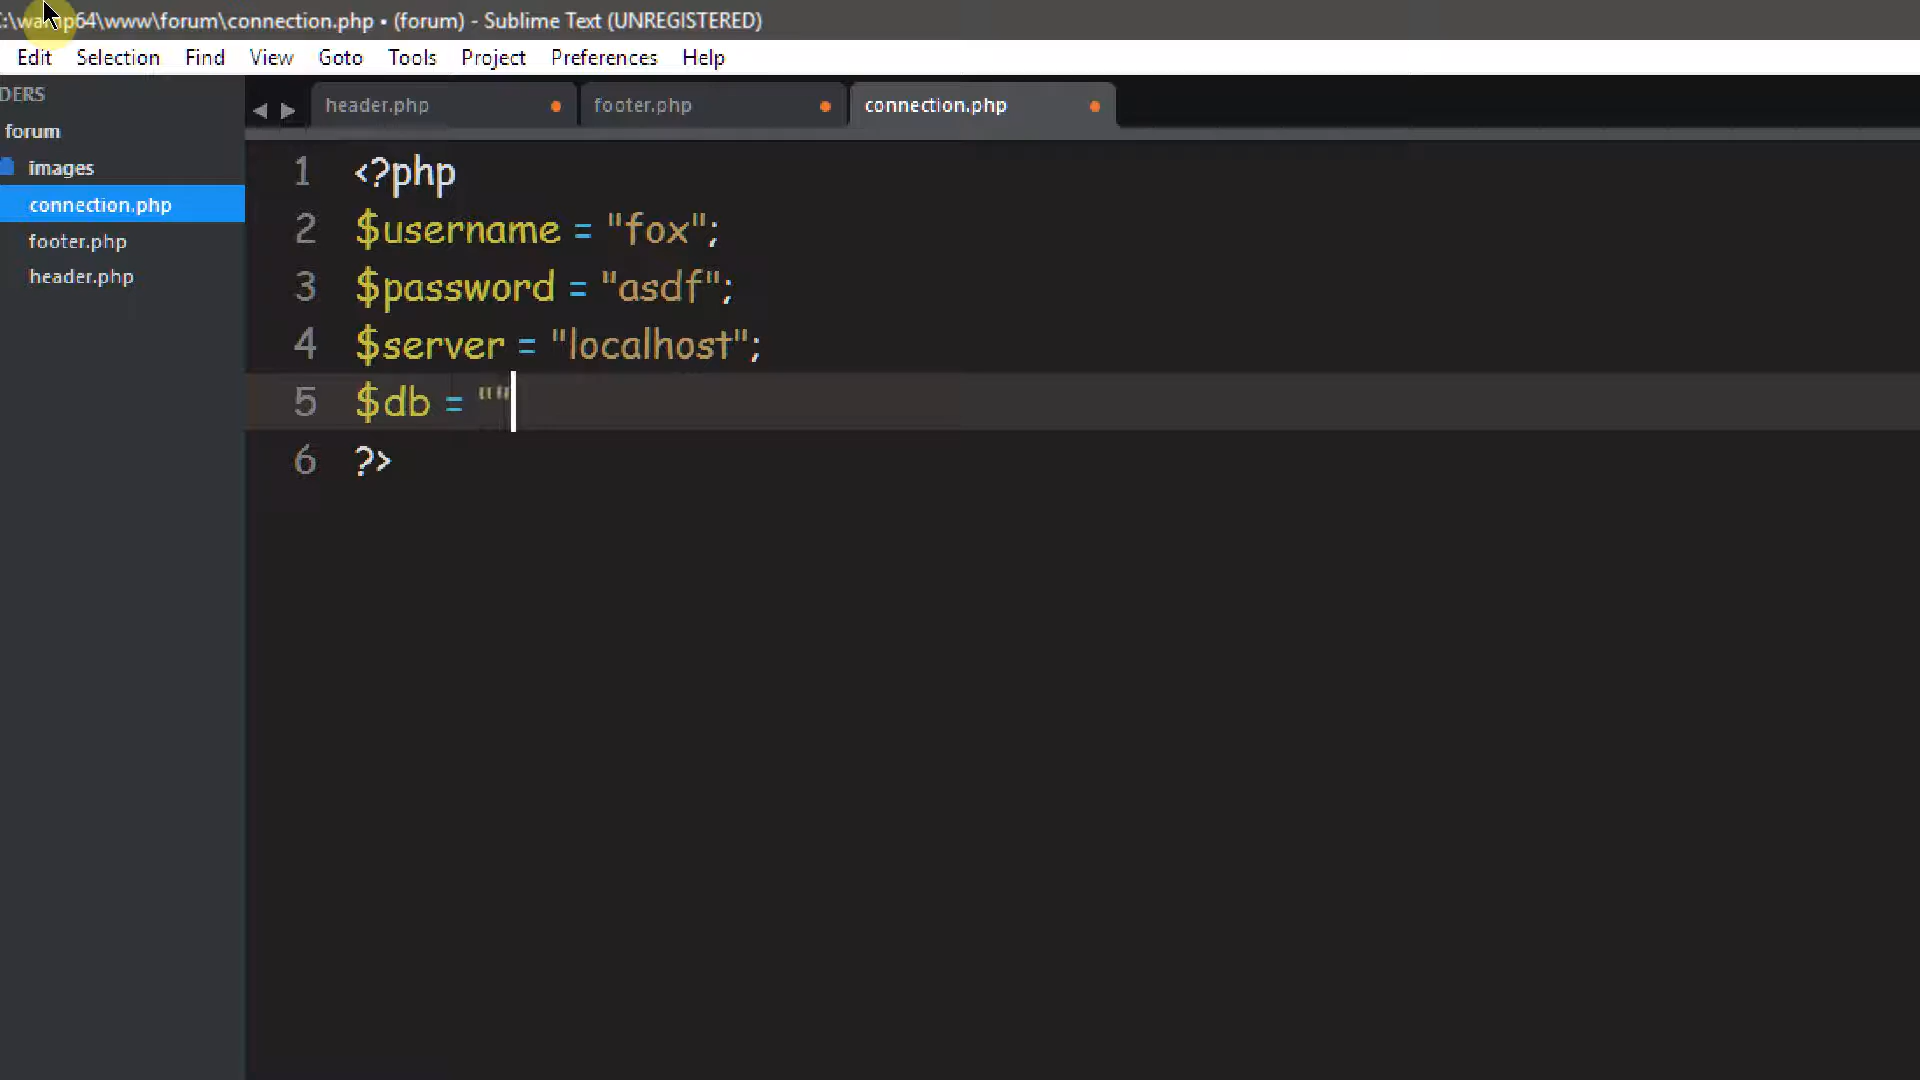 :\wamp64\www\forum\connection.php • (forum) - Sublime Text (UNREGISTERED)
Edit Selection Find View Goto Tools Project Preferences Help
DERS
forum
images
connection.php
footer.php
header.php
header.php footer.php connection.php
1 <?php
2 $username = "fox";
3 $password = "asdf";
4 $server = "localhost";
5 $db = ""
6 ?>